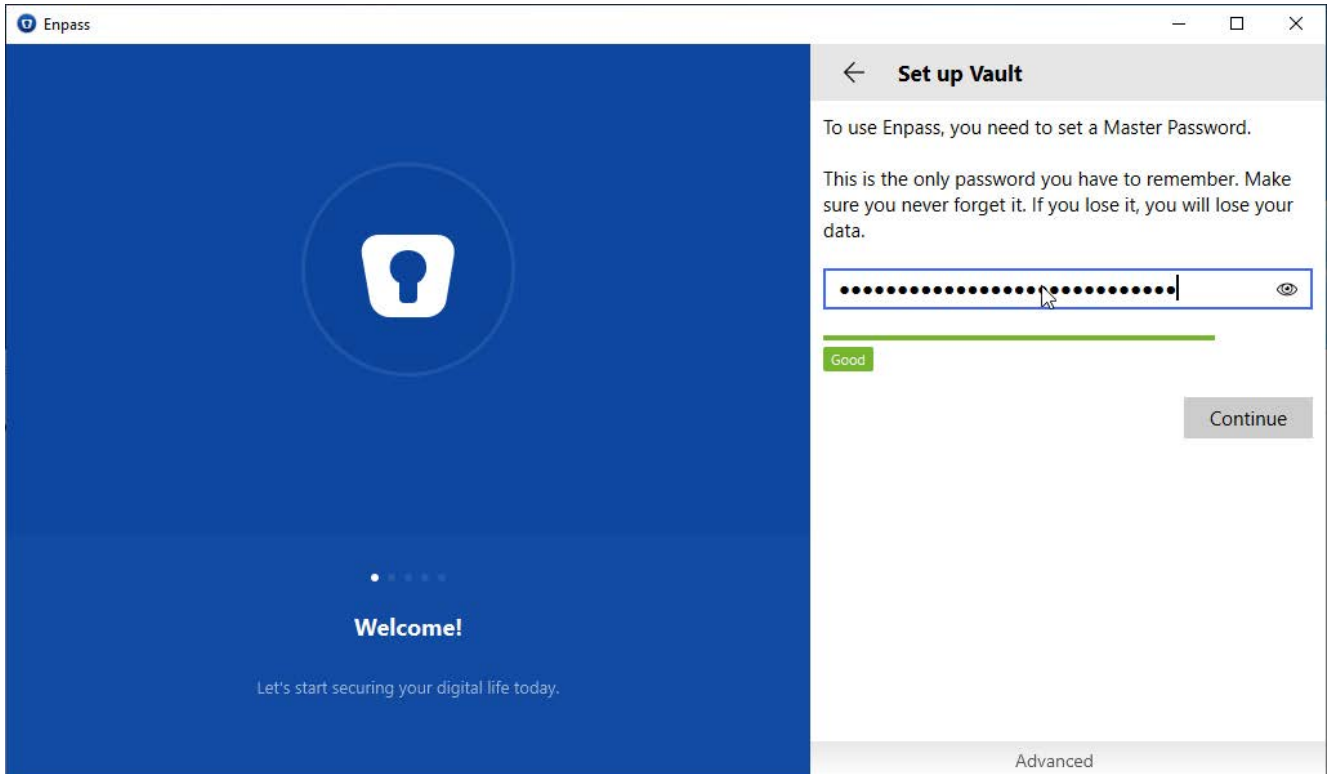 Enpass
Set up Vault
To use Enpass, you need to set a Master Password.
This is the only password you have to remember. Make
sure you never forget it. If you lose it, you will lose your
data.
Good
Continue
Welcome!
Let's start securing your digital life today.
Advanced